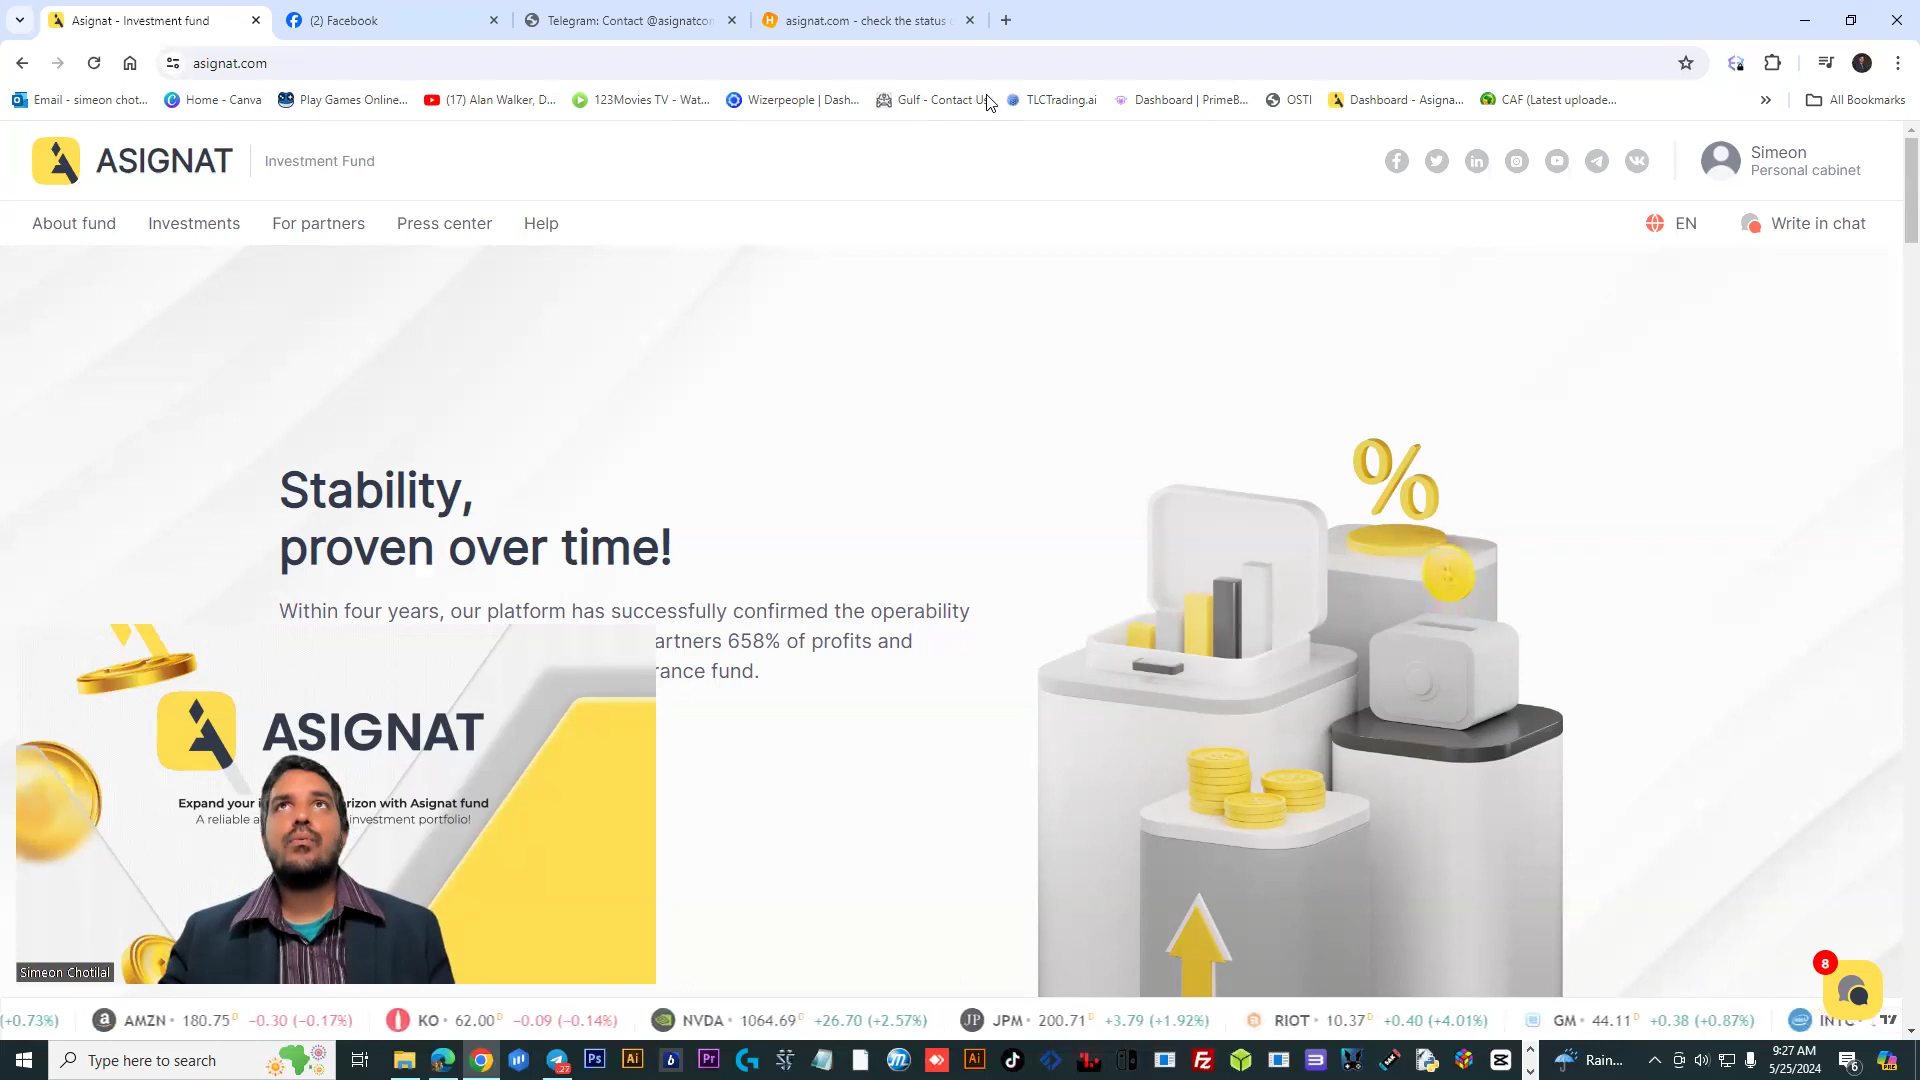 Asignat - Investment fund
(2) Facebook
Telegram: Contact @asignatcon
asignat.com - check the status
asignat.com
Email - simeon chot...
Home - Canva
Play Games Online...
(17) Alan Walker, D...
123Movies TV - Wat...
Wizerpeople | Dash...
Gulf - Contact Us
TLCTrading.ai
Dashboard | PrimeB...
OSTI
Dashboard - Asigna...
CAF (Latest uploade...
All Bookmarks
ASIGNAT
Investment Fund
Simeon
Personal cabinet
About fund
Investments
For partners
Press center
Help
EN
Write in chat
Stability,
proven over time!
Within four years, our platform has successfully confirmed the operability
artners 658% of profits and
rance fund.
%
ASIGNAT
Expand your i rizon with Asignat fund
A reliable a investment portfolio!
Simeon Chotilal
8
(+0.73%)
AMZN • 180.75 D −0.30 (−0.17%)
KO • 62.00 D −0.09 (−0.14%)
NVDA • 1064.69 D +26.70 (+2.57%)
JPM • 200.71 D +3.79 (+1.92%)
RIOT • 10.37 D +0.40 (+4.01%)
GM • 44.11 D +0.38 (+0.87%)
INTC
Type here to search
Rain...
9:27 AM
5/25/2024